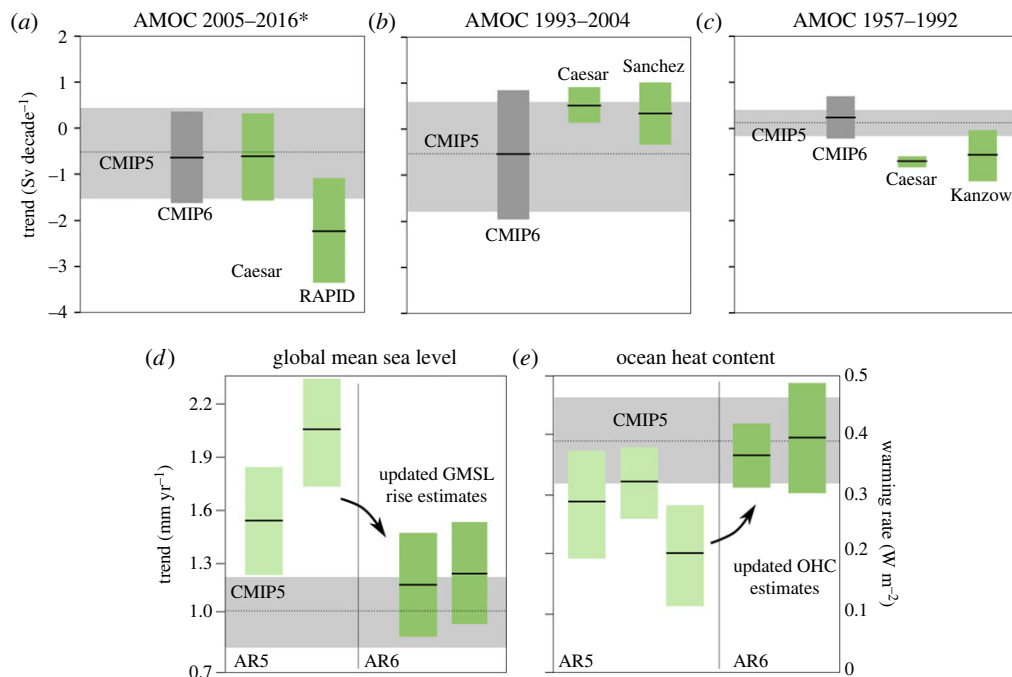 (a) AMOC 2005–2016*
2
1
0
–1
–2
–3
–4
trend (Sv decade⁻¹)
CMIP5
CMIP6
Caesar
RAPID
(b) AMOC 1993–2004
CMIP5
CMIP6
Caesar
Sanchez
(c) AMOC 1957–1992
CMIP5
CMIP6
Caesar
Kanzow
(d) global mean sea level
2.2
1.9
1.6
1.3
1.0
0.7
trend (mm yr⁻¹)
updated GMSL
rise estimates
CMIP5
AR5
AR6
(e) ocean heat content
CMIP5
updated OHC
estimates
AR5
AR6
0.5
0.4
0.3
0.2
0.1
0
warming rate (W m⁻²)